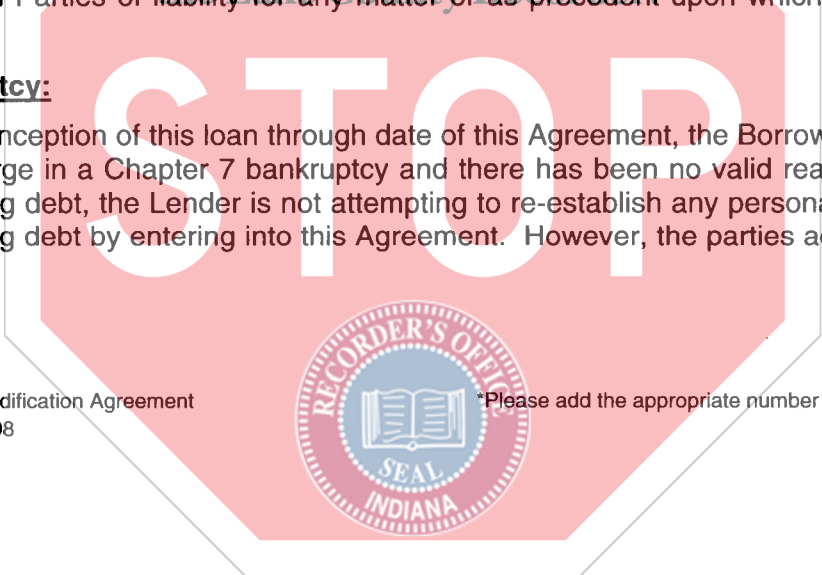 Parties of liability for any matter or as precedent upon which
STOP
tcy:
nception of this loan through date of this Agreement, the Borrow
rge in a Chapter 7 bankruptcy and there has been no valid rea
g debt, the Lender is not attempting to re-establish any persona
g debt by entering into this Agreement. However, the parties a
RECORDER'S OFFICE
SEAL
INDIANA
dification Agreement
*Please add the appropriate number
98